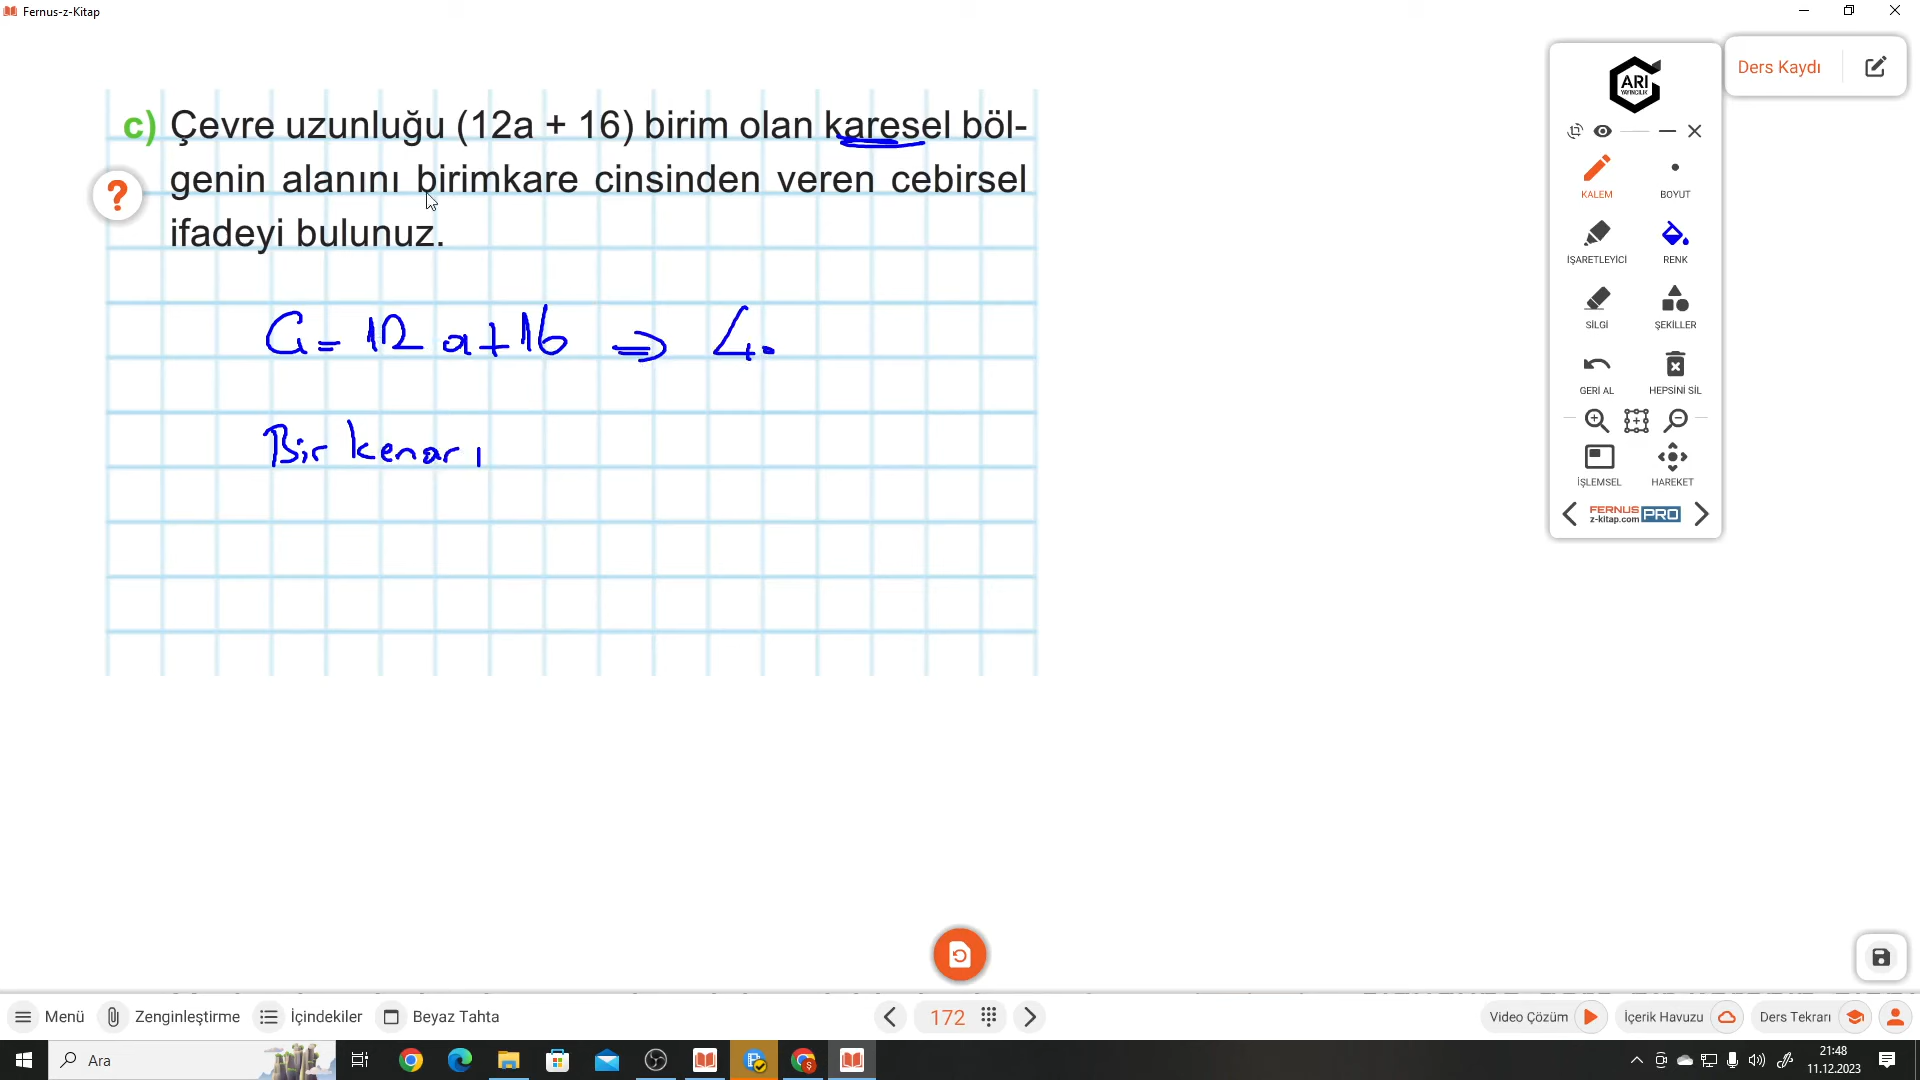 Fernus-z-Kitap
Ders Kaydı
ARI
YAYINCILIK
c) Çevre uzunluğu (12a + 16) birim olan karesel böl-
genin alanını birimkare cinsinden veren cebirsel
ifadeyi bulunuz.
Ç = 12 a + 16 ⇒ 4.
Bir kenarı
KALEM
BOYUT
İŞARETLEYİCİ
RENK
SİLGİ
ŞEKİLLER
GERİ AL
HEPSİNİ SİL
İŞLEMSEL
HAREKET
FERNUS
z-kitap.com
PRO
Menü
Zenginleştirme
İçindekiler
Beyaz Tahta
172
Video Çözüm
İçerik Havuzu
Ders Tekrarı
Ara
21:48
11.12.2023